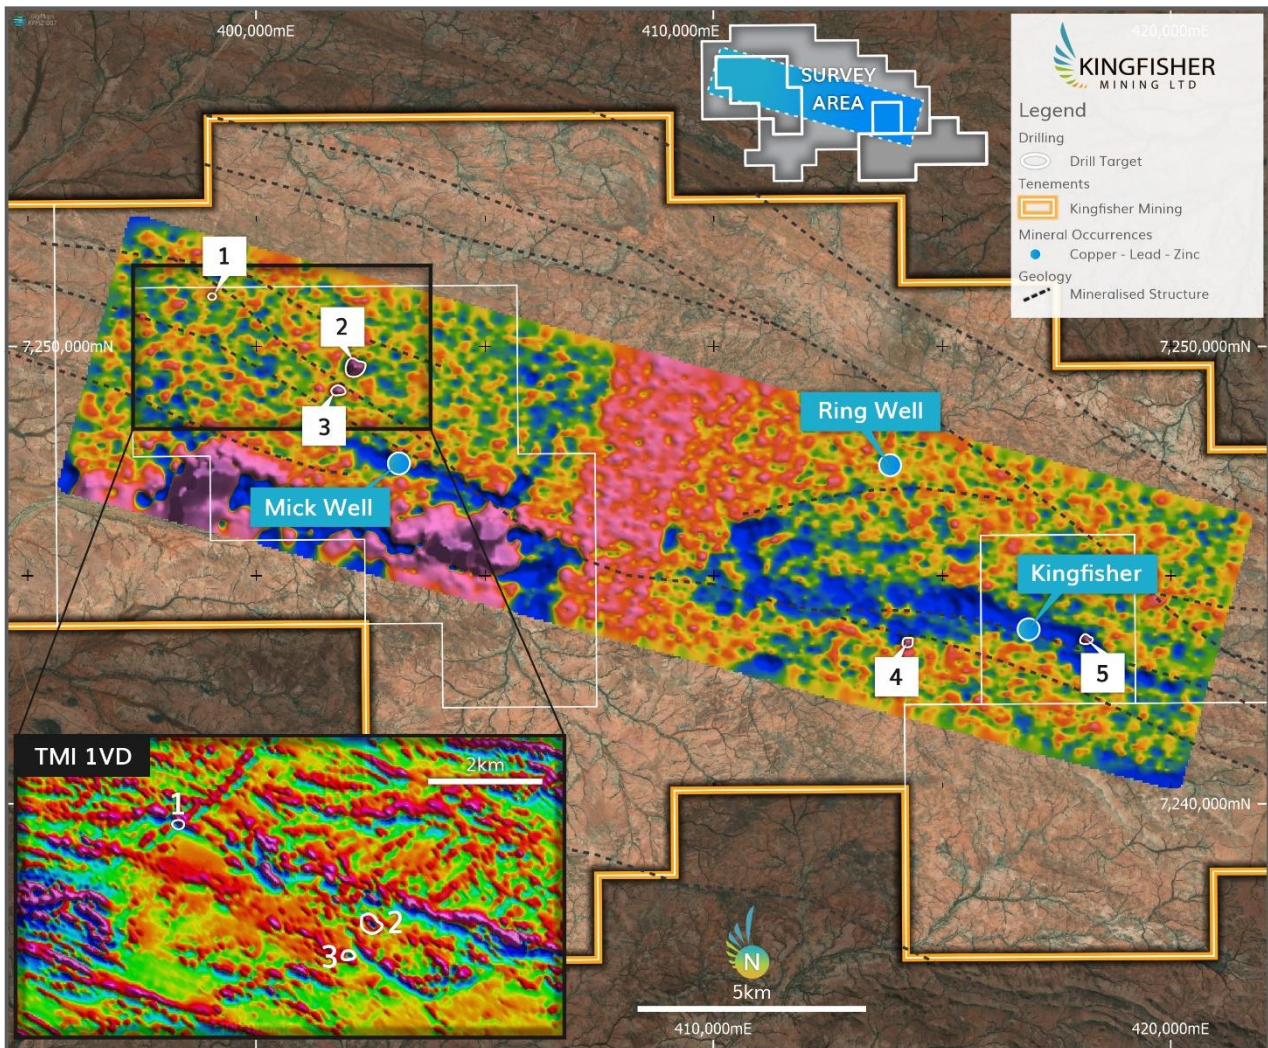 400,000mE
410,000mE
420,000mE
SURVEY
AREA
KINGFISHER
MINING LTD
Legend
Drilling
Drill Target
Tenements
Kingfisher Mining
Mineral Occurrences
Copper - Lead - Zinc
Geology
Mineralised Structure
1
2
3
7,250,000mN
7,250,000mN
Ring Well
Mick Well
Kingfisher
4
5
TMI 1VD
2km
1
2
3
7,240,000mN
N
5km
410,000mE
420,000mE